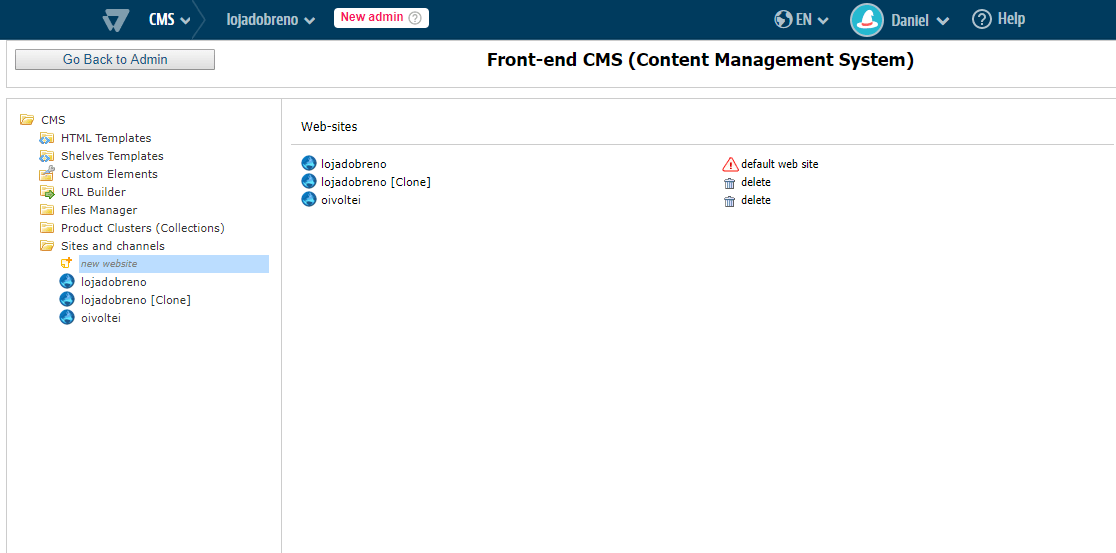 CMS lojadobreno New admin EN Daniel Help
Go Back to Admin
Front-end CMS (Content Management System)
CMS
HTML Templates
Shelves Templates
Custom Elements
URL Builder
Files Manager
Product Clusters (Collections)
Sites and channels
new website
lojadobreno
lojadobreno [Clone]
oivoltei
Web-sites
lojadobreno default web site
lojadobreno [Clone] delete
oivoltei delete